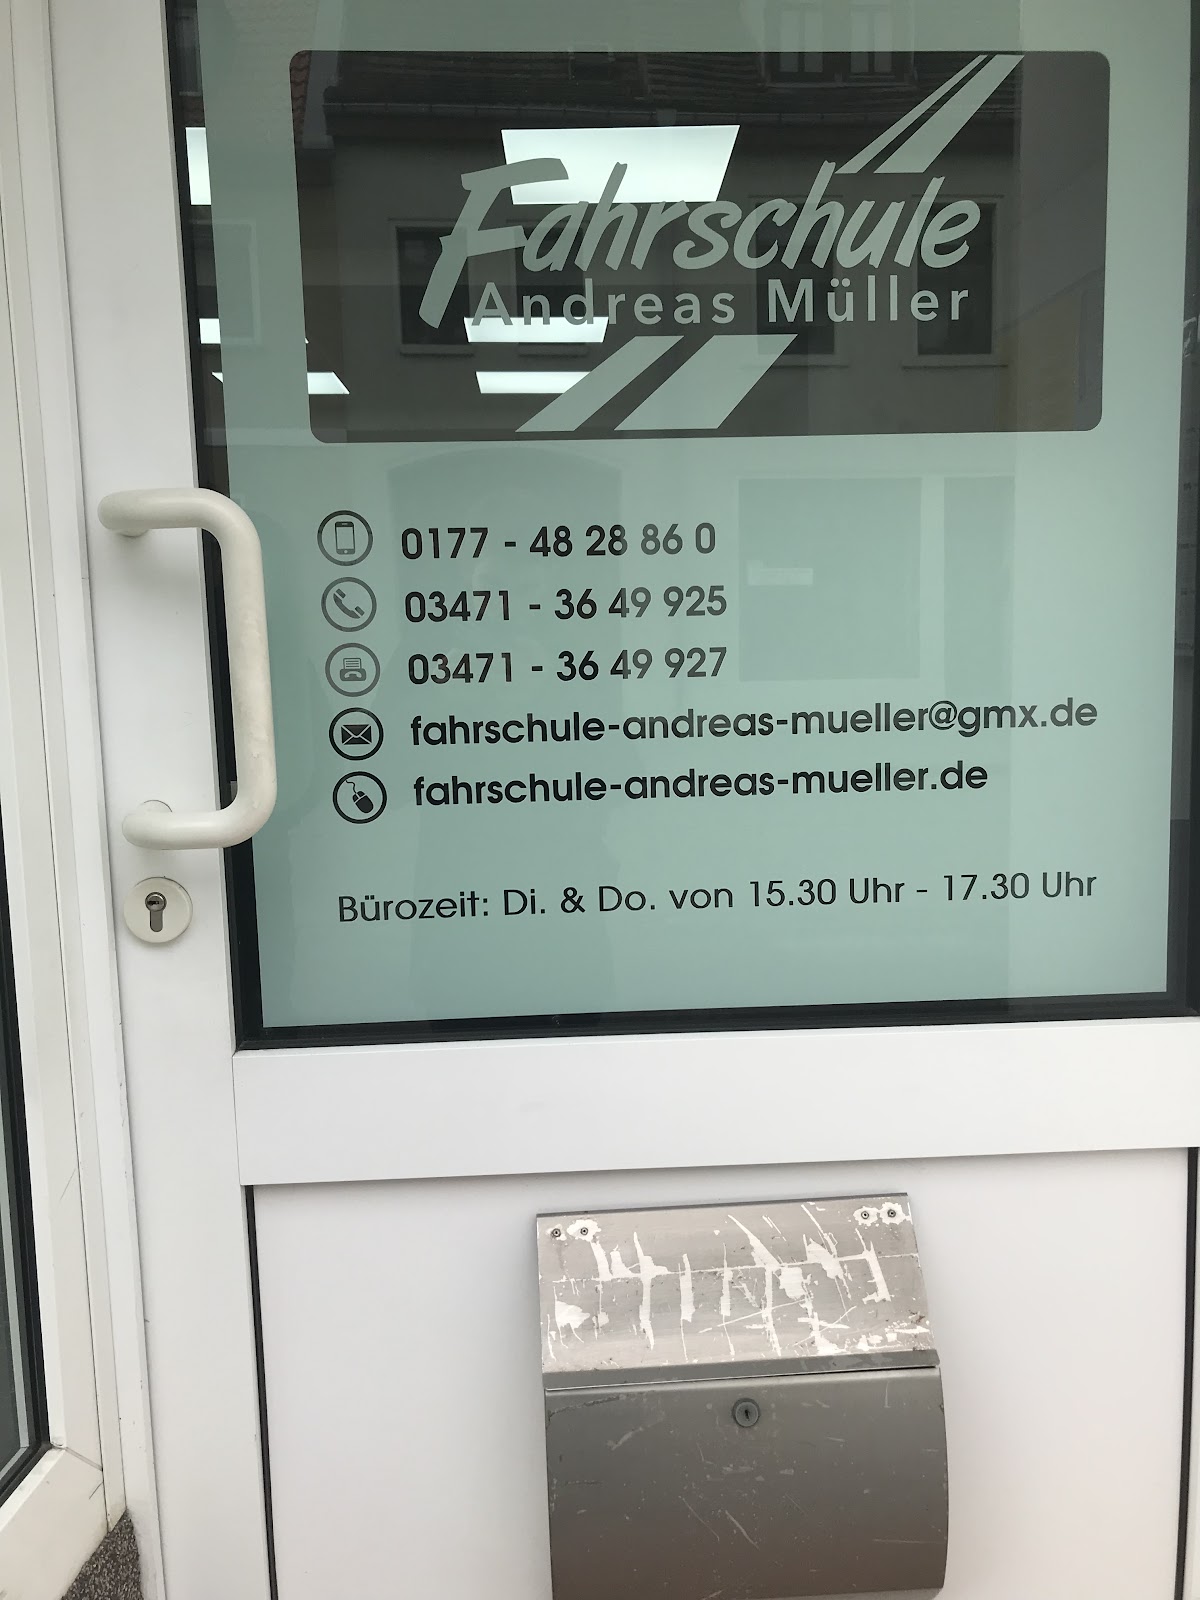 Fahrschule
Andreas Müller
0177 - 48 28 86 0
03471 - 36 49 925
03471 - 36 49 927
fahrschule-andreas-mueller@gmx.de
fahrschule-andreas-mueller.de
Bürozeit: Di. & Do. von 15.30 Uhr - 17.30 Uhr